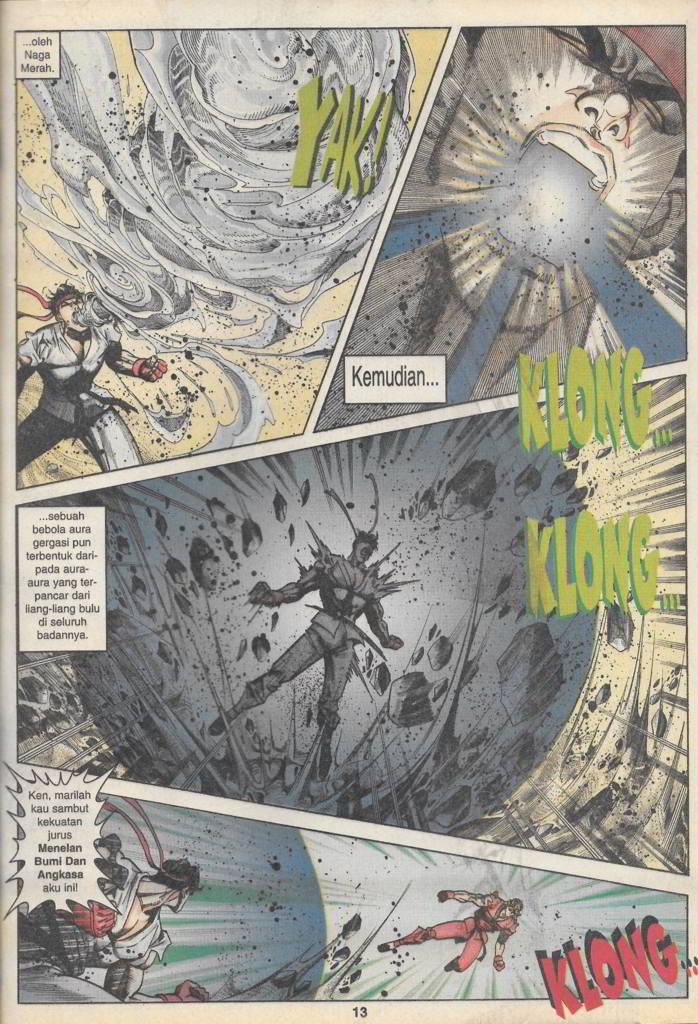 ...oleh
Naga
Merah.
YAK!
Kemudian...
KLONG...
KLONG...
...sebuah
bebola aura
gergasi pun
terbentuk dari-
pada aura-
aura yang ter-
pancar dari
liang-liang bulu
di seluruh
badannya.
Ken, marilah
kau sambut
kekuatan
jurus
Menelan
Bumi Dan
Angkasa
aku ini!
KLONG...
13